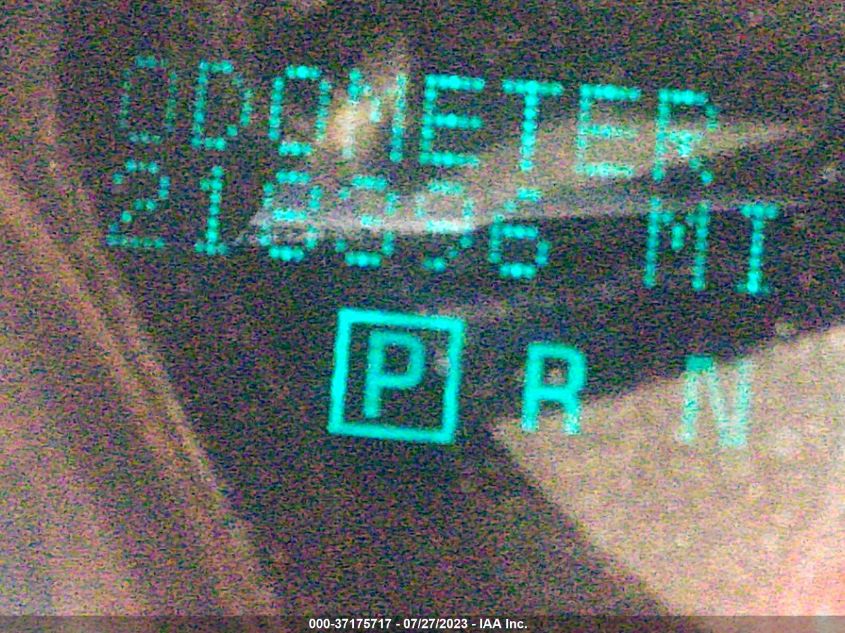 ODOMETER
MI
P R N
000-37175717 - 07/27/2023 - IAA Inc.